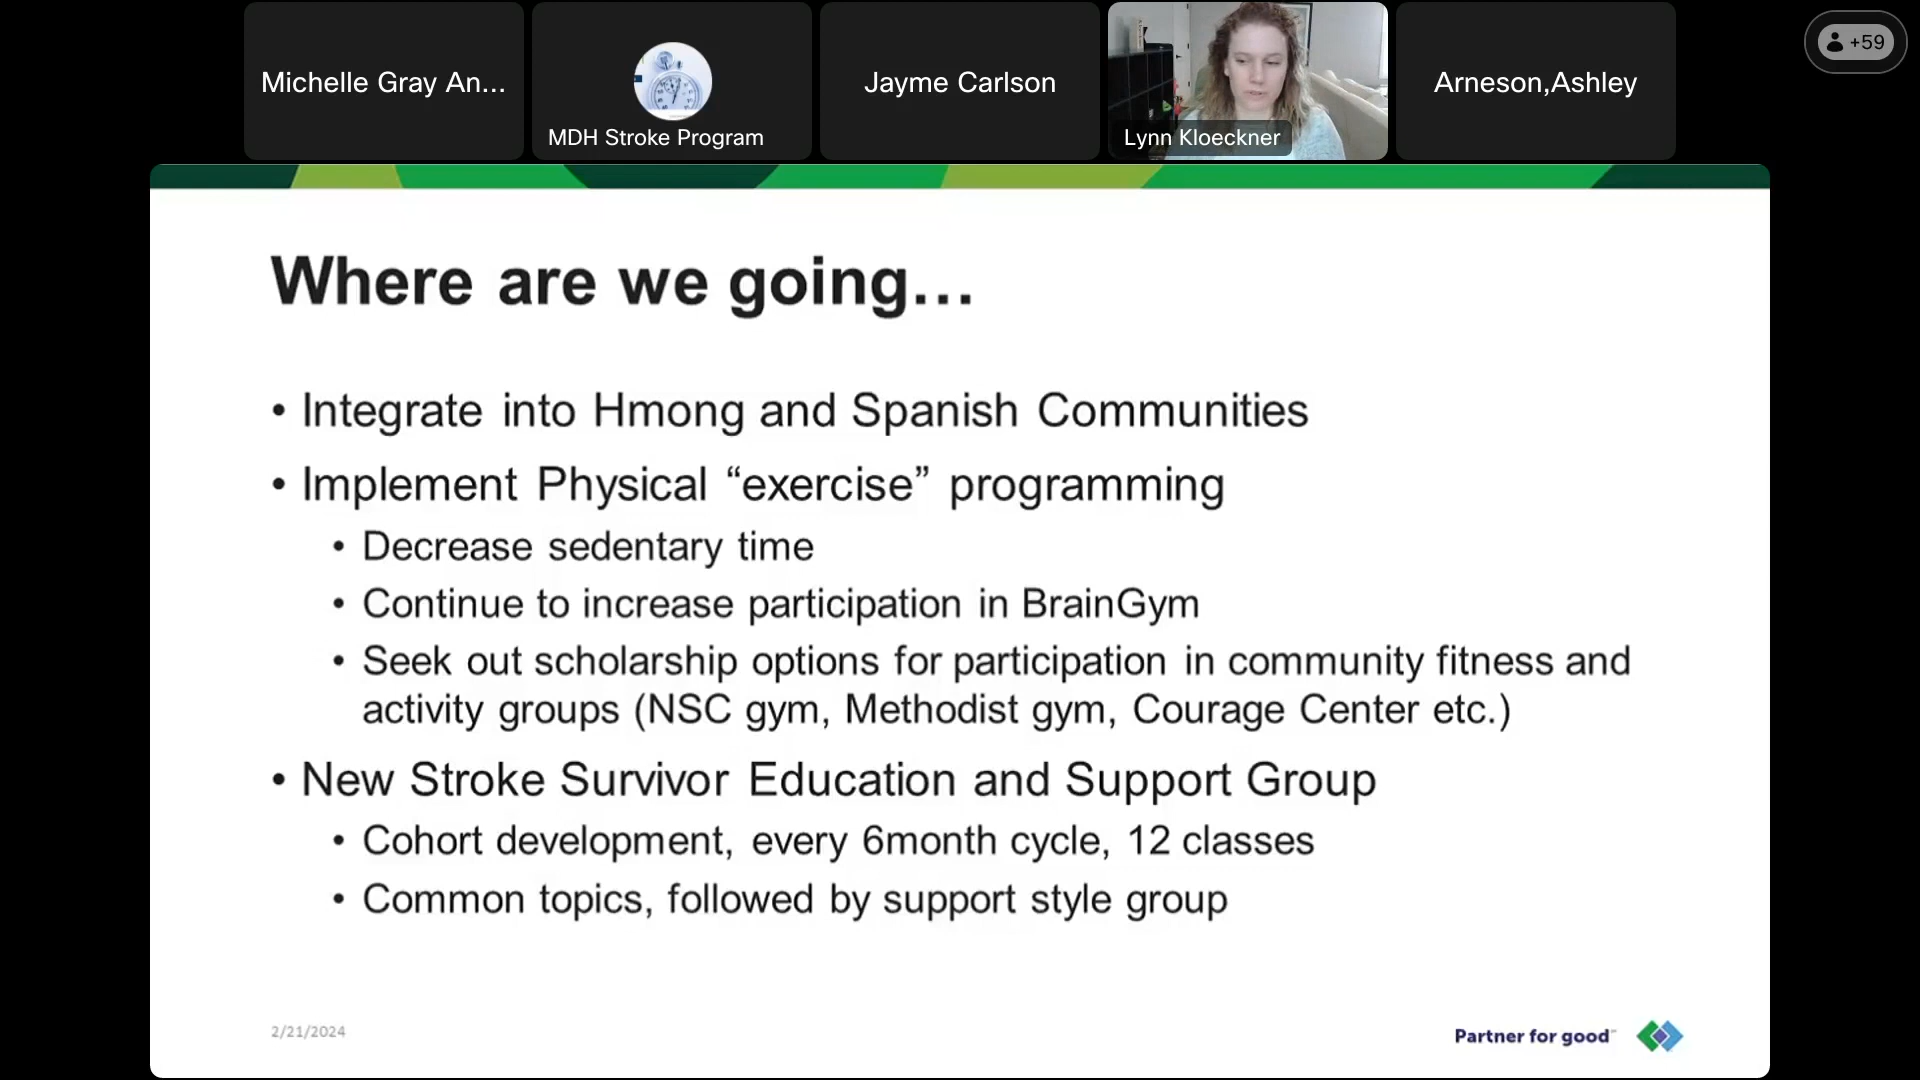 Michelle Gray An...
MDH Stroke Program
Jayme Carlson
Lynn Kloeckner
Arneson,Ashley
+59
Where are we going…
• Integrate into Hmong and Spanish Communities
• Implement Physical “exercise” programming
• Decrease sedentary time
• Continue to increase participation in BrainGym
• Seek out scholarship options for participation in community fitness and
activity groups (NSC gym, Methodist gym, Courage Center etc.)
• New Stroke Survivor Education and Support Group
• Cohort development, every 6month cycle, 12 classes
• Common topics, followed by support style group
2/21/2024
Partner for good™